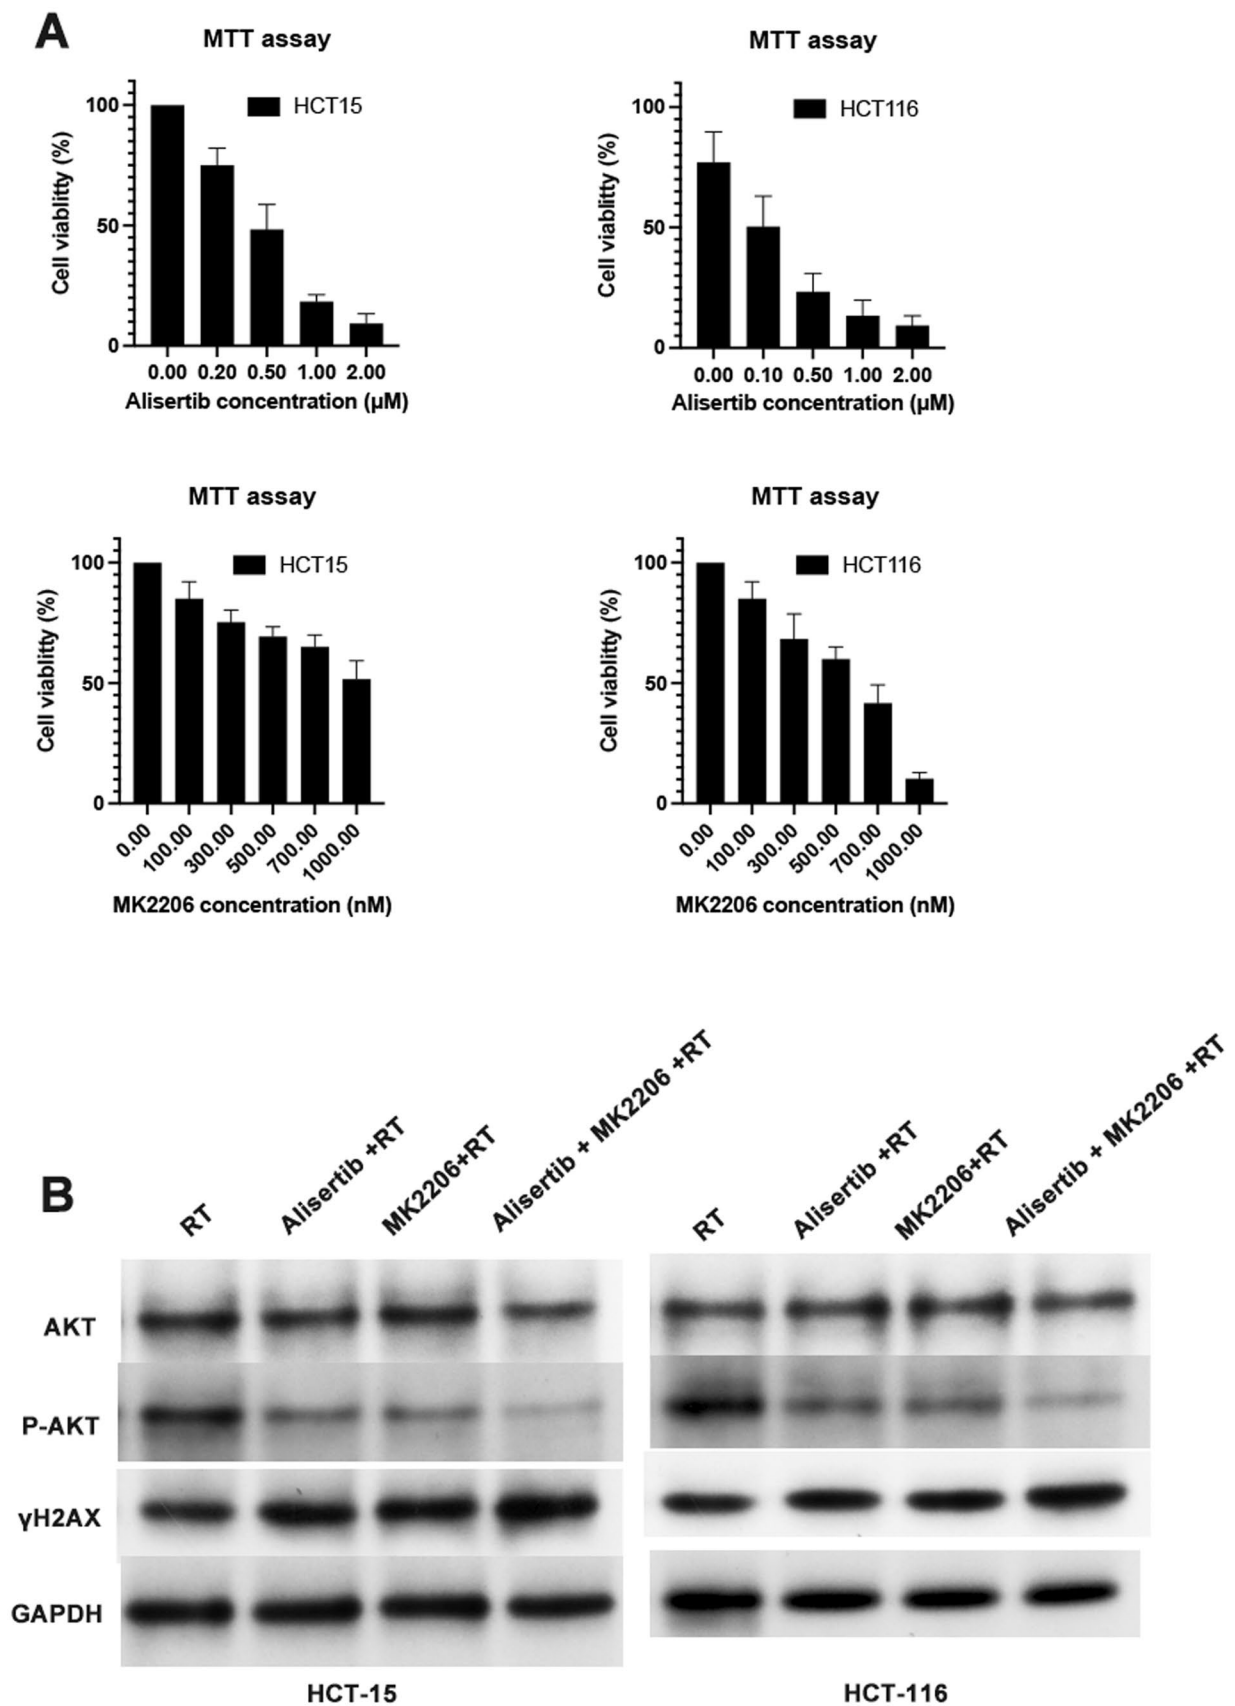 A
MTT assay
HCT15
Cell viablitty (%)
100
50
0
0.00 0.20 0.50 1.00 2.00
Alisertib concentration (μM)
MTT assay
HCT116
Cell viablitty (%)
100
50
0
0.00 0.10 0.50 1.00 2.00
Alisertib concentration (μM)
MTT assay
HCT15
Cell viablitty (%)
100
50
0
0.00 100.00 300.00 500.00 700.00 1000.00
MK2206 concentration (nM)
MTT assay
HCT116
Cell viablitty (%)
100
50
0
0.00 100.00 300.00 500.00 700.00 1000.00
MK2206 concentration (nM)
B
RT
Alisertib +RT
MK2206+RT
Alisertib + MK2206 +RT
RT
Alisertib +RT
MK2206+RT
Alisertib + MK2206 +RT
AKT
P-AKT
γH2AX
GAPDH
HCT-15
HCT-116